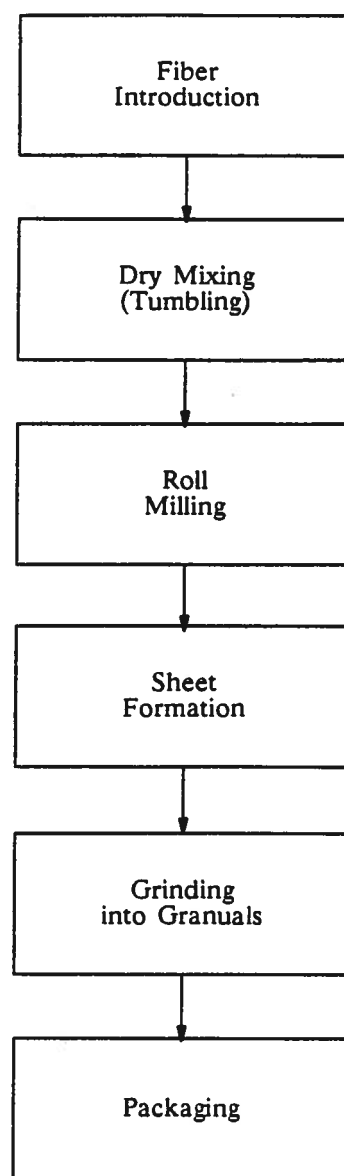 Fiber
Introduction
Dry Mixing
(Tumbling)
Roll
Milling
Sheet
Formation
Grinding
into Granuals
Packaging